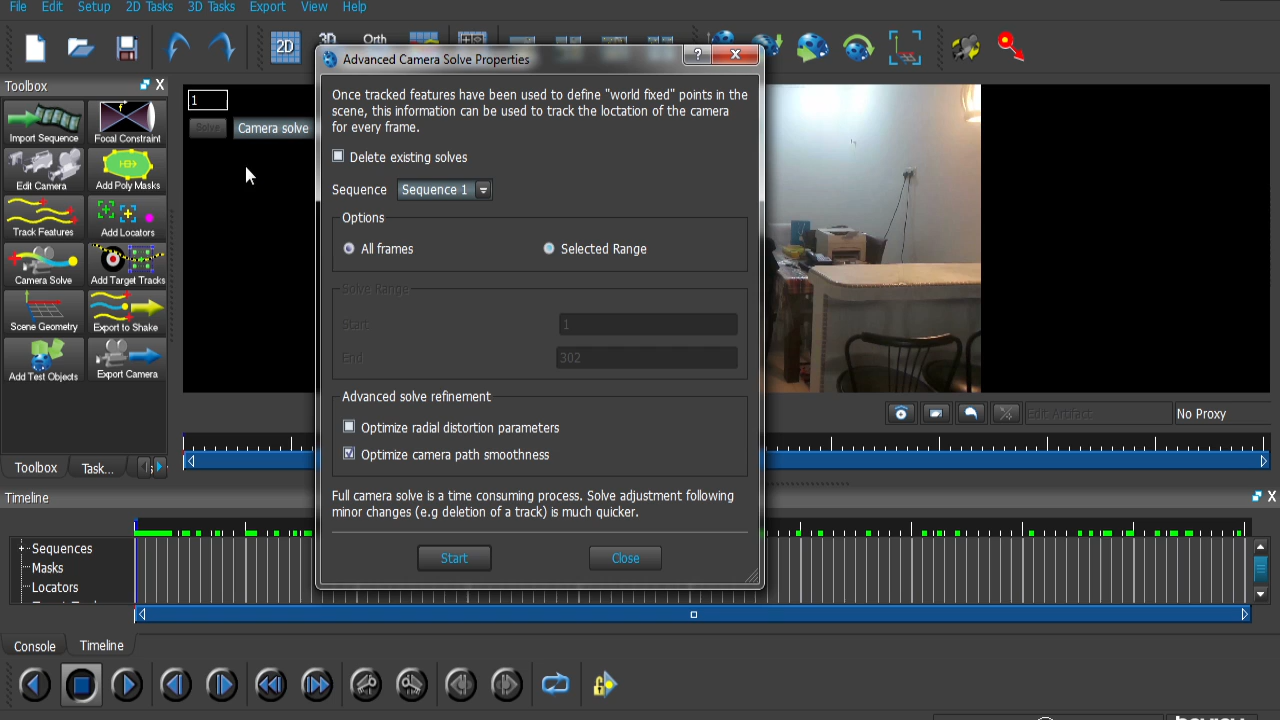 File Edit Setup 2D Tasks 3D Tasks Export View Help
2D 3D Orth
Toolbox
Import Sequence
Focal Constraint
Edit Camera
Add Poly Masks
Track Features
Add Locators
Camera Solve
Add Target Tracks
Scene Geometry
Export to Shake
Add Test Objects
Export Camera
Toolbox Task...
1
Solve Camera solve
Advanced Camera Solve Properties
Once tracked features have been used to define "world fixed" points in the
scene, this information can be used to track the loctation of the camera
for every frame.
Delete existing solves
Sequence Sequence 1
Options
All frames Selected Range
Solve Range
Start 1
End 302
Advanced solve refinement
Optimize radial distortion parameters
Optimize camera path smoothness
Full camera solve is a time consuming process. Solve adjustment following
minor changes (e.g deletion of a track) is much quicker.
Start Close
Edit Artifact No Proxy
Timeline
Sequences
Masks
Locators
Console Timeline